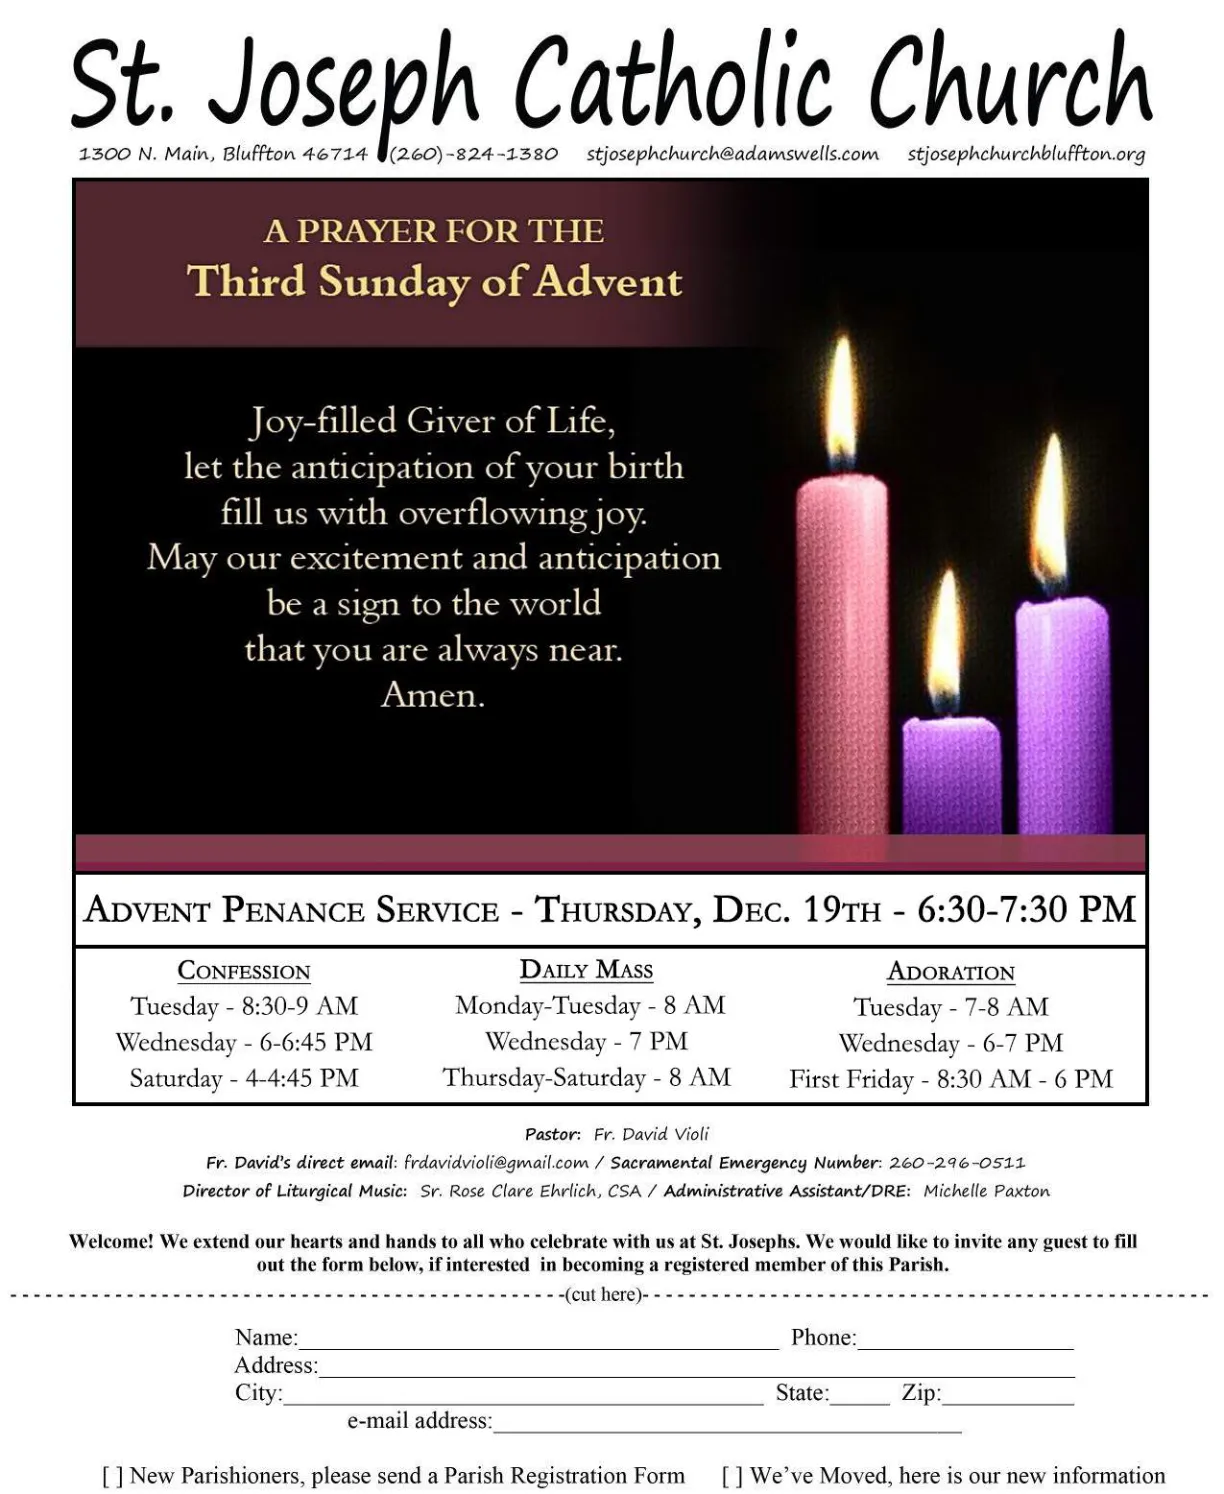 St. Joseph Catholic Church
1300 N. Main, Bluffton 46714 (260)-824-1380 stjosephchurch@adamswells.com stjosephchurchbluffton.org
A PRAYER FOR THE
Third Sunday of Advent
Joy-filled Giver of Life,
let the anticipation of your birth
fill us with overflowing joy.
May our excitement and anticipation
be a sign to the world
that you are always near.
Amen.
ADVENT PENANCE SERVICE - THURSDAY, DEC. 19TH - 6:30-7:30 PM
CONFESSION
Tuesday - 8:30-9 AM
Wednesday - 6-6:45 PM
Saturday - 4-4:45 PM
DAILY MASS
Monday-Tuesday - 8 AM
Wednesday - 7 PM
Thursday-Saturday - 8 AM
ADORATION
Tuesday - 7-8 AM
Wednesday - 6-7 PM
First Friday - 8:30 AM - 6 PM
Pastor: Fr. David Violi
Fr. David's direct email: frdavidvioli@gmail.com / Sacramental Emergency Number: 260-296-0511
Director of Liturgical Music: Sr. Rose Clare Ehrlich, CSA / Administrative Assistant/DRE: Michelle Paxton
Welcome! We extend our hearts and hands to all who celebrate with us at St. Josephs. We would like to invite any guest to fill
out the form below, if interested in becoming a registered member of this Parish.
(cut here)
Name: Phone:
Address:
City: State: Zip:
e-mail address:
[ ] New Parishioners, please send a Parish Registration Form [ ] We've Moved, here is our new information